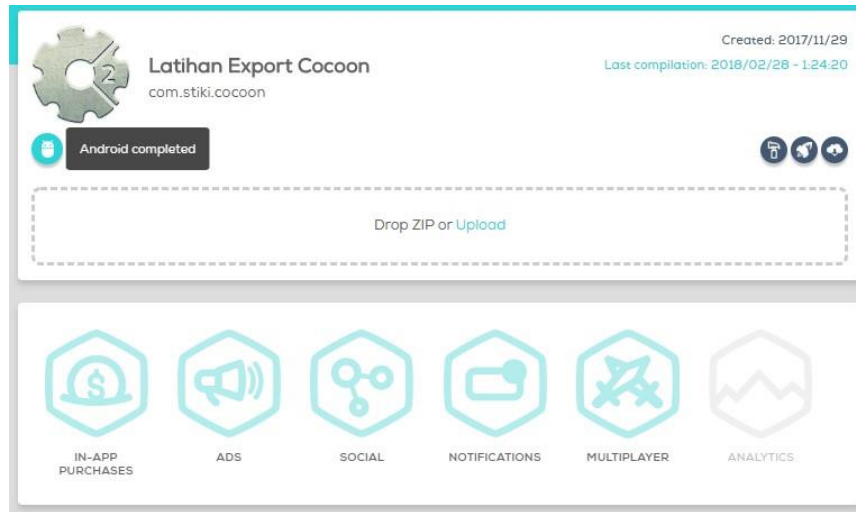 Created: 2017/11/29
2
Latihan Export Cocoon
Last compilation: 2018/02/28 - 1:24:20
com.stiki.cocoon
Android completed
Drop ZIP or Upload
$
IN-APP
PURCHASES
ADS
SOCIAL
NOTIFICATIONS
MULTIPLAYER
ANALYTICS